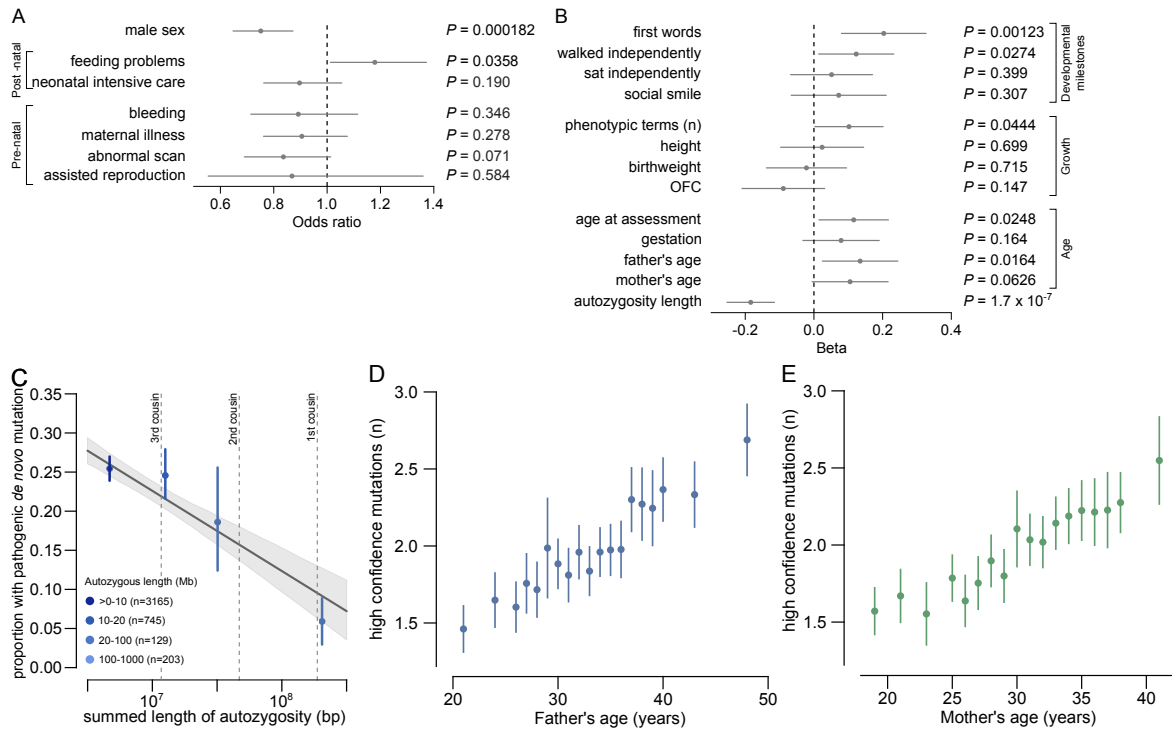 A
male sex
P = 0.000182
Post -natal
feeding problems
P = 0.0358
neonatal intensive care
P = 0.190
Pre-natal
bleeding
P = 0.346
maternal illness
P = 0.278
abnormal scan
P = 0.071
assisted reproduction
P = 0.584
0.6 0.8 1.0 1.2 1.4
Odds ratio
B
first words
P = 0.00123
walked independently
P = 0.0274
sat independently
P = 0.399
social smile
P = 0.307
Developmental
milestones
phenotypic terms (n)
P = 0.0444
height
P = 0.699
birthweight
P = 0.715
OFC
P = 0.147
Growth
age at assessment
P = 0.0248
gestation
P = 0.164
father's age
P = 0.0164
mother's age
P = 0.0626
Age
autozygosity length
P = 1.7 x 10-7
-0.2 0.0 0.2 0.4
Beta
C
proportion with pathogenic de novo mutation
0.35
0.30
0.25
0.20
0.15
0.10
0.05
0.00
3rd cousin
2nd cousin
1st cousin
Autozygous length (Mb)
>0-10 (n=3165)
10-20 (n=745)
20-100 (n=129)
100-1000 (n=203)
10^7 10^8
summed length of autozygosity (bp)
D
high confidence mutations (n)
3.0
2.5
2.0
1.5
20 30 40 50
Father's age (years)
E
high confidence mutations (n)
3.0
2.5
2.0
1.5
20 25 30 35 40
Mother's age (years)